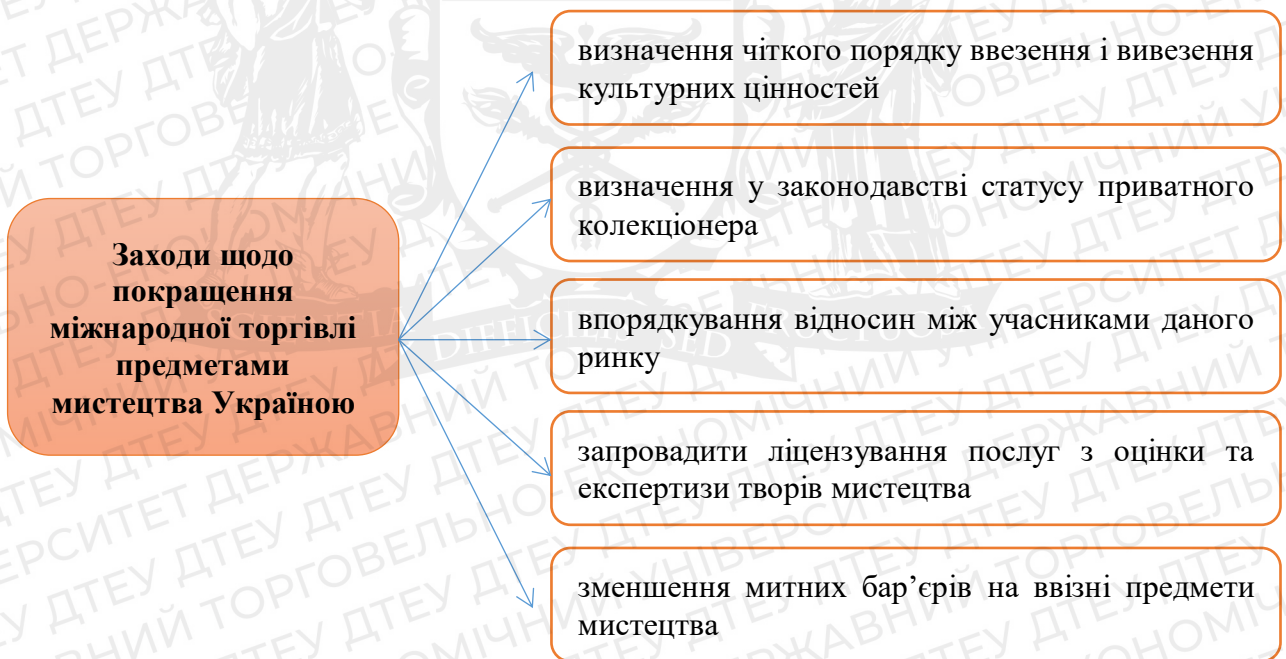 визначення чіткого порядку ввезення і вивезення
культурних цінностей
визначення у законодавстві статусу приватного
колекціонера
Заходи щодо
покращення
міжнародної торгівлі
предметами
мистецтва Україною
впорядкування відносин між учасниками даного
ринку
запровадити ліцензування послуг з оцінки та
експертизи творів мистецтва
зменшення митних бар’єрів на ввізні предмети
мистецтва